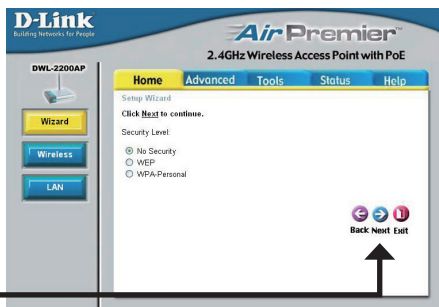 D-Link
Building Networks for People
AirPremier™
2.4GHz Wireless Access Point with PoE
DWL-2200AP
Home Advanced Tools Status Help
Setup Wizard
Click Next to continue.
Security Level:
No Security
WEP
WPA-Personal
Wizard
Wireless
LAN
Back Next Exit